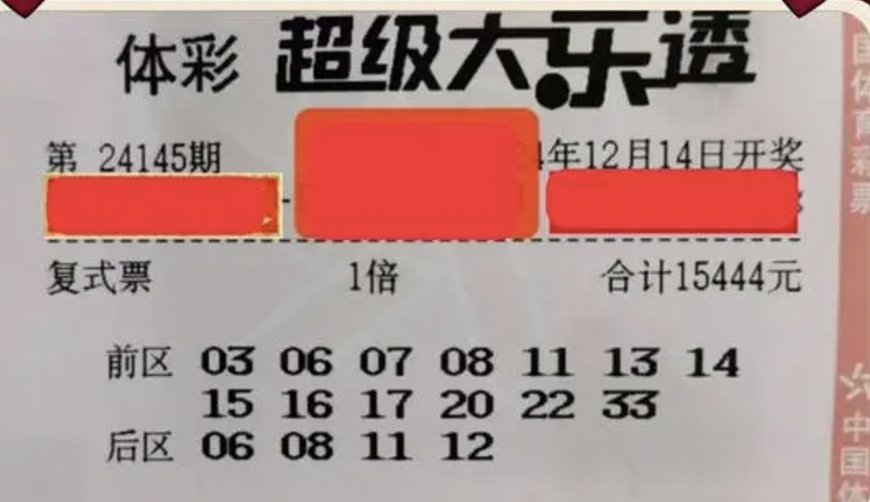 体彩 超级大乐透
第 24145期 4年12月14日开奖
复式票 1倍 合计15444元
前区 03 06 07 08 11 13 14
15 16 17 20 22 33
后区 06 08 11 12
国体育彩票
中国体